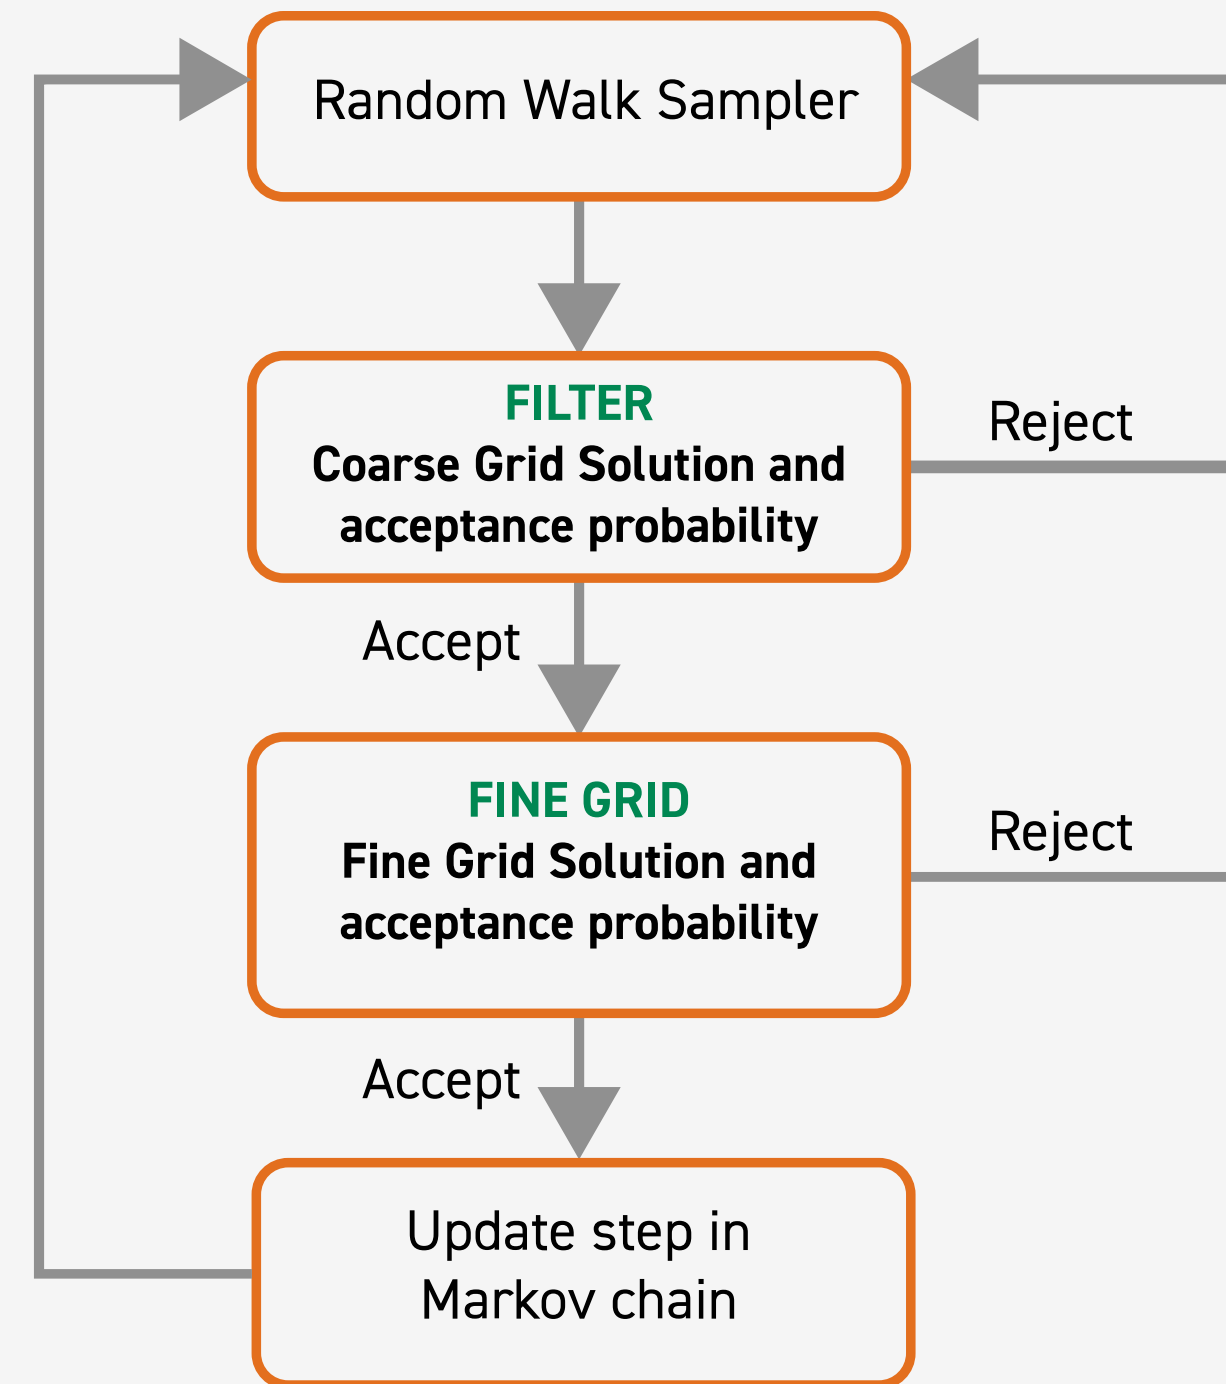 Random Walk Sampler
FILTER
Coarse Grid Solution and
acceptance probability
Reject
Accept
FINE GRID
Fine Grid Solution and
acceptance probability
Reject
Accept
Update step in
Markov chain